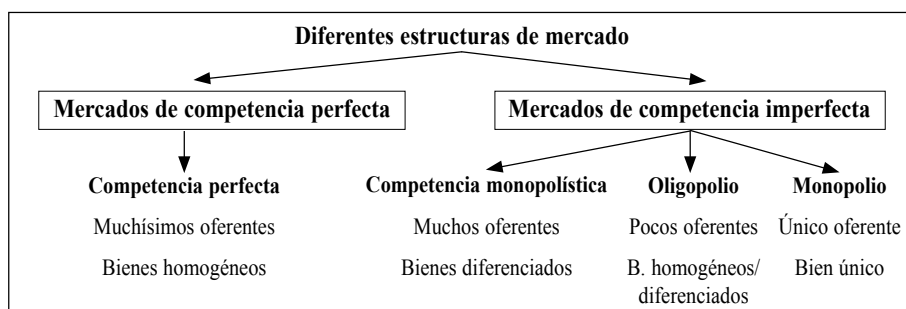 Diferentes estructuras de mercado
Mercados de competencia perfecta
Mercados de competencia imperfecta
Competencia perfecta
Muchísimos oferentes
Bienes homogéneos
Competencia monopolística
Muchos oferentes
Bienes diferenciados
Oligopolio
Pocos oferentes
B. homogéneos/
diferenciados
Monopolio
Único oferente
Bien único